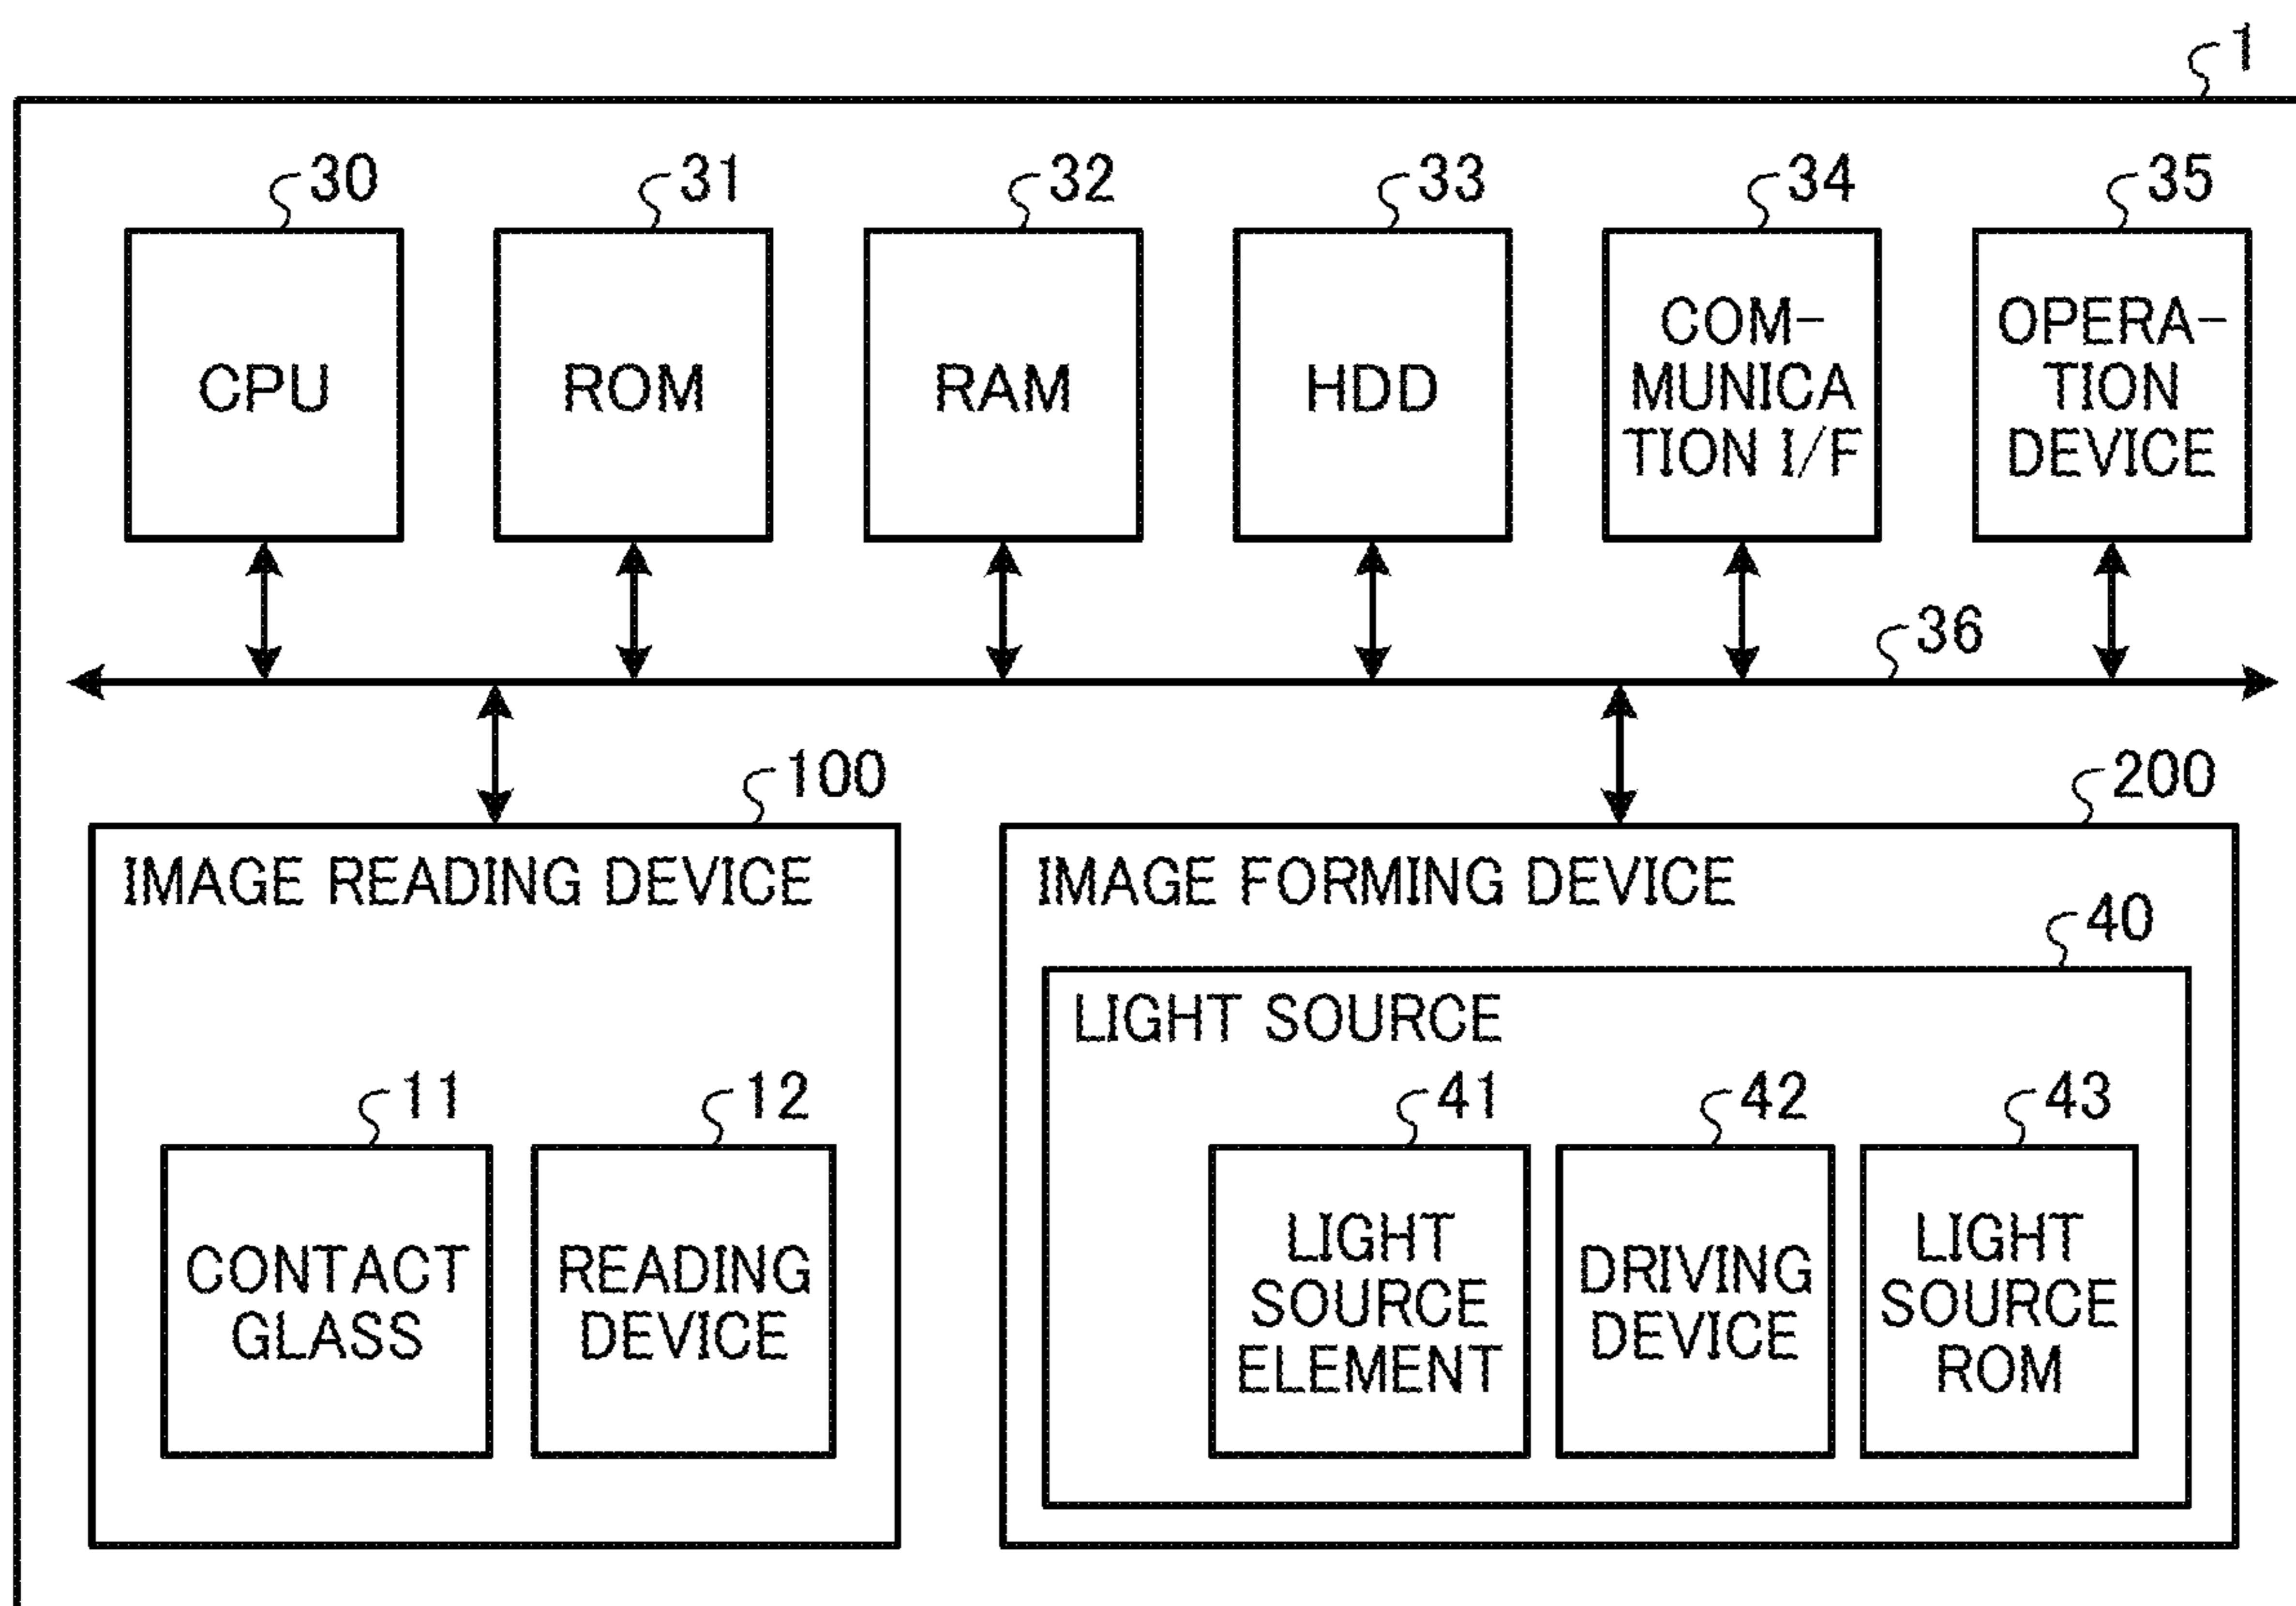 1
30
31
32
33
34
35
CPU
ROM
RAM
HDD
COM-
MUNICA
TION I/F
OPERA-
TION
DEVICE
36
100
200
IMAGE READING DEVICE
IMAGE FORMING DEVICE
40
LIGHT SOURCE
11
12
41
42
43
CONTACT
GLASS
READING
DEVICE
LIGHT
SOURCE
ELEMENT
DRIVING
DEVICE
LIGHT
SOURCE
ROM